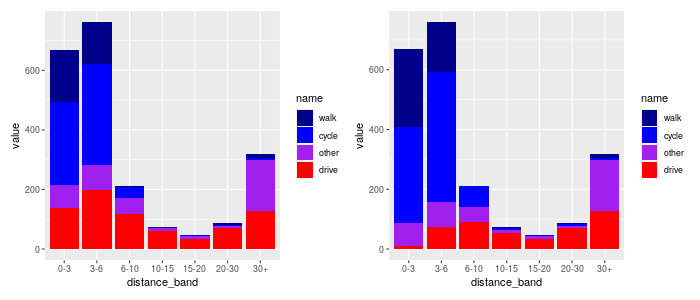 value
600
400
200
0
0-3 3-6 6-10 10-15 15-20 20-30 30+
distance_band
name
walk
cycle
other
drive
value
600
400
200
0
0-3 3-6 6-10 10-15 15-20 20-30 30+
distance_band
name
walk
cycle
other
drive